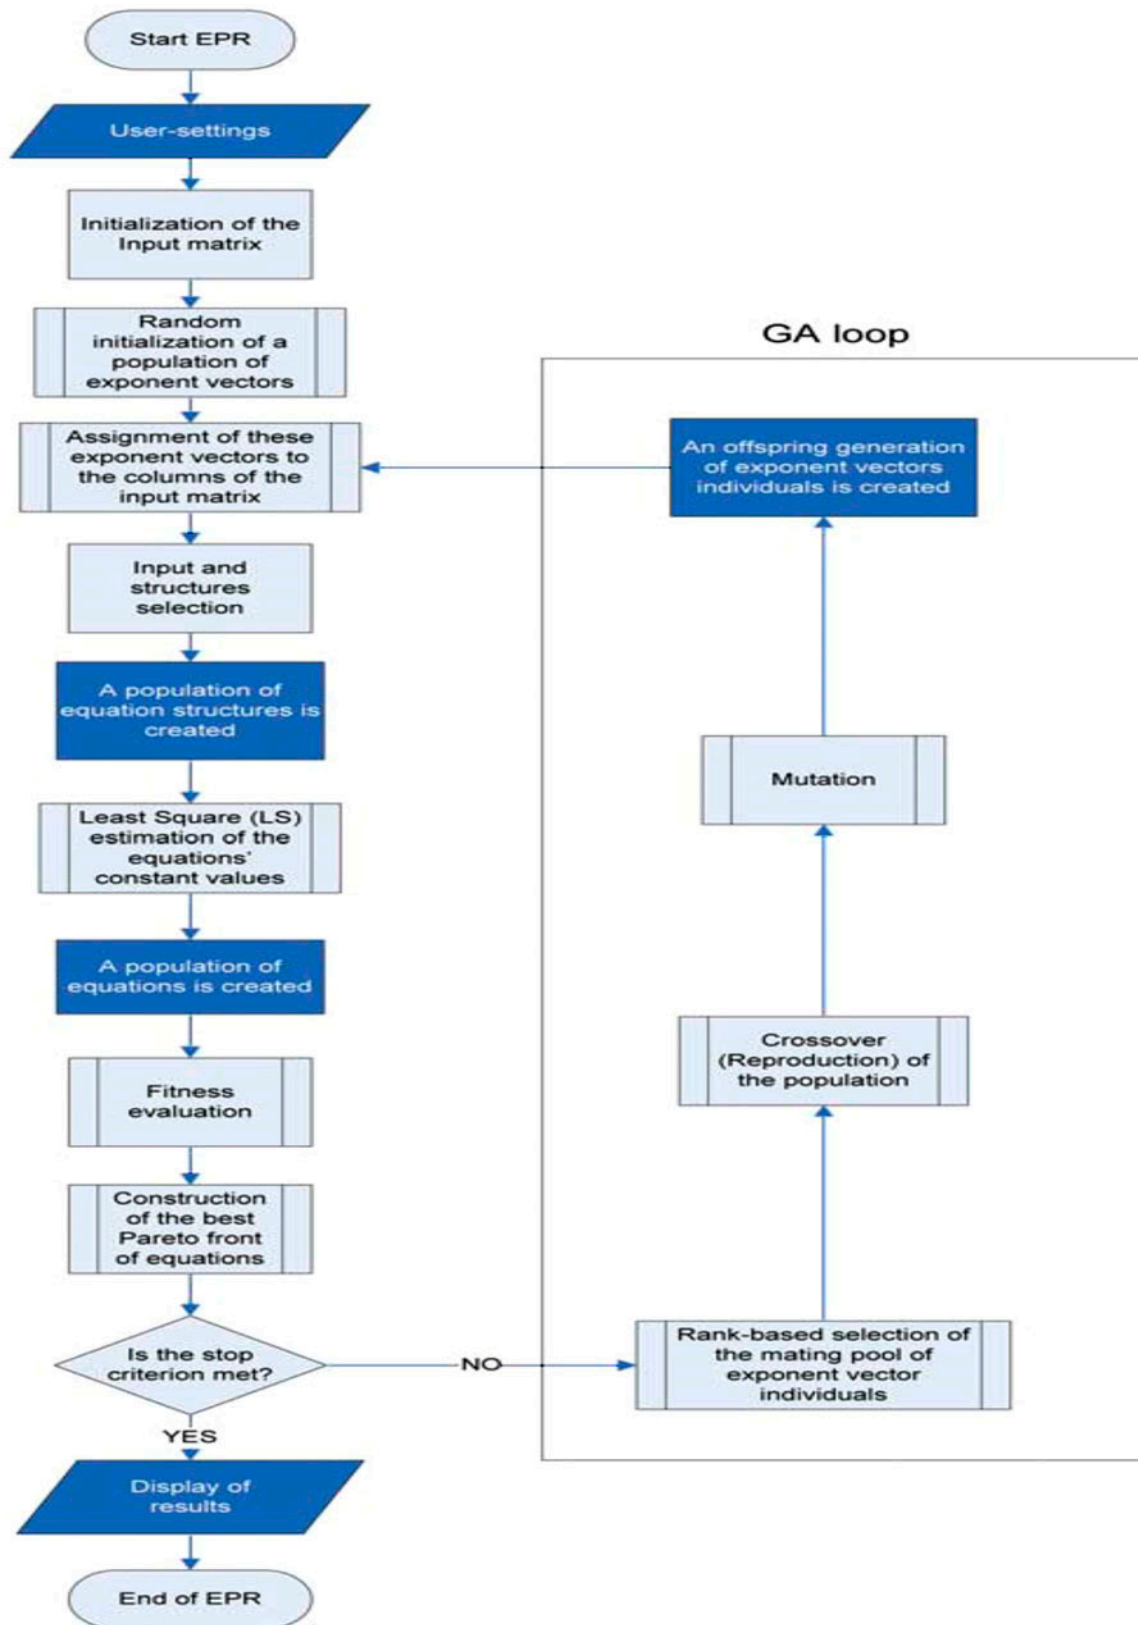 Start EPR
User-settings
Initialization of the
Input matrix
Random
initialization of a
population of
exponent vectors
Assignment of these
exponent vectors to
the columns of the
input matrix
Input and
structures
selection
A population of
equation structures is
created
Least Square (LS)
estimation of the
equations'
constant values
A population of
equations is created
Fitness
evaluation
Construction
of the best
Pareto front
of equations
Is the stop
criterion met?
NO
YES
Display of
results
End of EPR
GA loop
An offspring generation
of exponent vectors
individuals is created
Mutation
Crossover
(Reproduction) of
the population
Rank-based selection of
the mating pool of
exponent vector
individuals